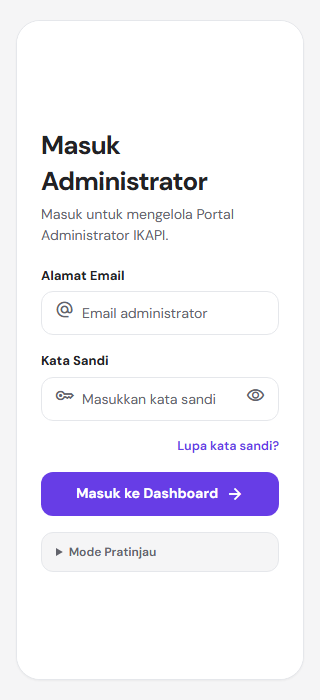 Masuk
Administrator
Masuk untuk mengelola Portal
Administrator IKAPI.
Alamat Email
Email administrator
Kata Sandi
Masukkan kata sandi
Lupa kata sandi?
Masuk ke Dashboard →
Mode Pratinjau